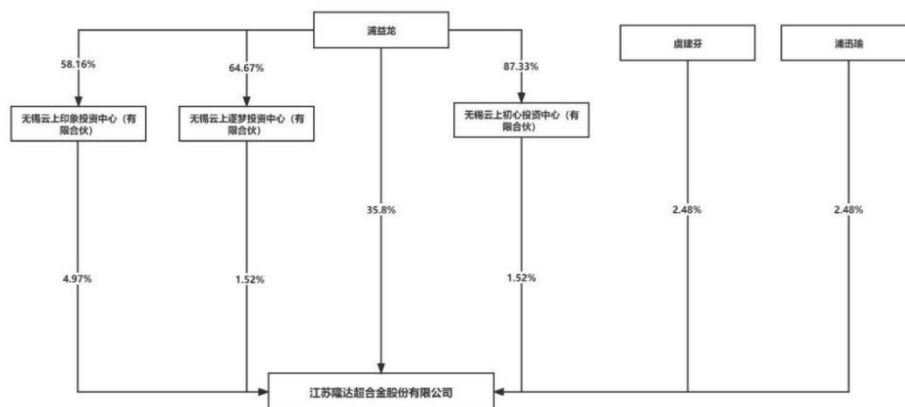 浦益龙
虞建芬
浦迅瑜
58.16%
64.67%
87.33%
无锡云上印象投资中心（有
限合伙）
无锡云上逐梦投资中心（有
限合伙）
无锡云上初心投资中心（有
限合伙）
35.8%
2.48%
2.48%
4.97%
1.52%
1.52%
江苏隆达超合金股份有限公司